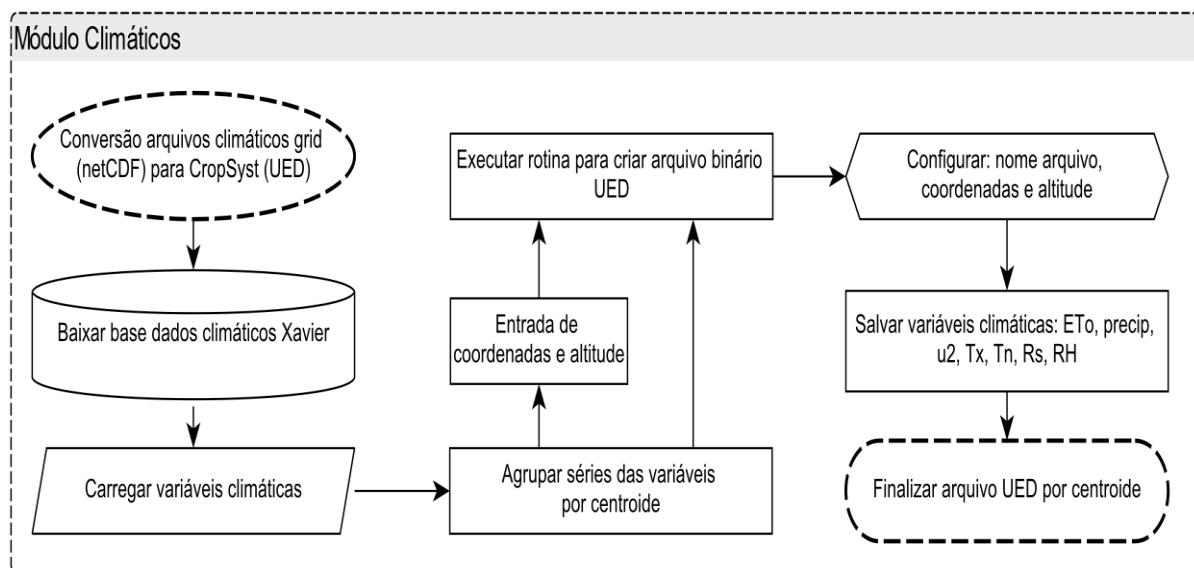 Módulo Climáticos
Conversão arquivos climáticos grid
(netCDF) para CropSyst (UED)
Baixar base dados climáticos Xavier
Carregar variáveis climáticas
Agrupar séries das variáveis
por centroide
Entrada de
coordenadas e altitude
Executar rotina para criar arquivo binário
UED
Configurar: nome arquivo,
coordenadas e altitude
Salvar variáveis climáticas: ETo, precip,
u2, Tx, Tn, Rs, RH
Finalizar arquivo UED por centroide